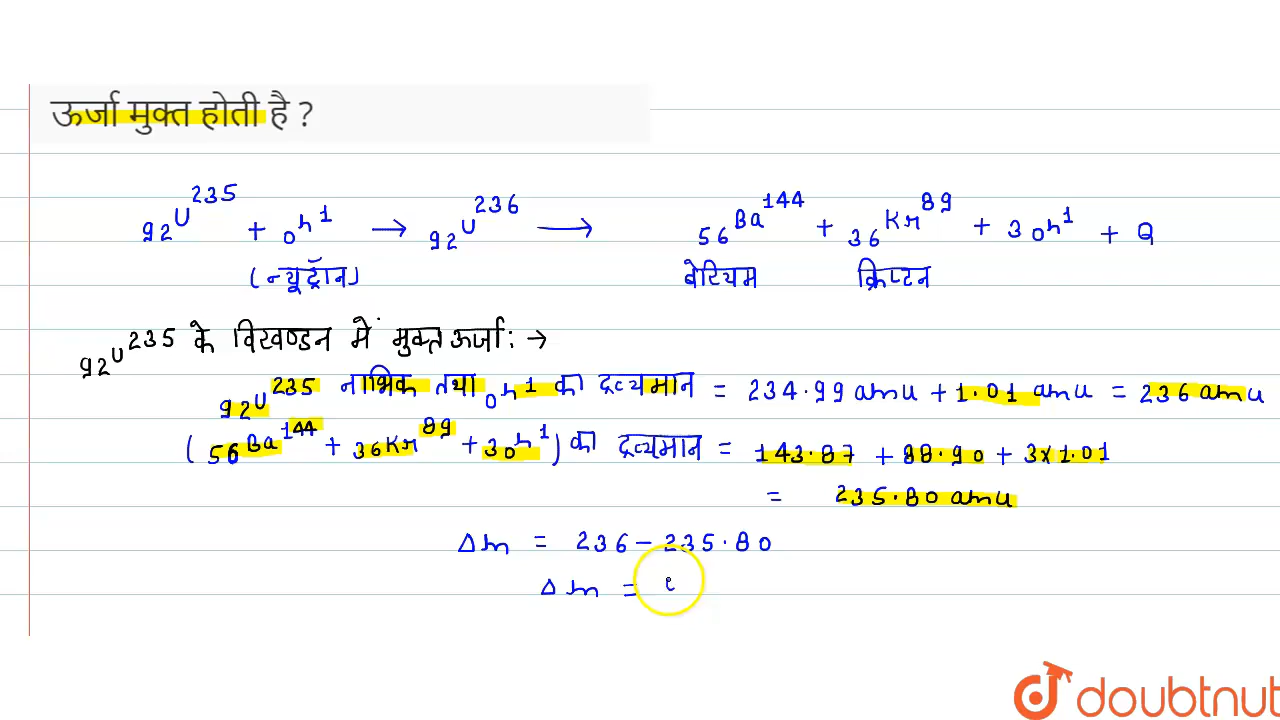 ऊर्जा मुक्त होती है ?
₉₂U²³⁵ + ₀n¹ → ₉₂U²³⁶ → ₅₆Ba¹⁴⁴ + ₃₆Kr⁸⁹ + 3 ₀n¹ + Q
(न्यूट्रॉन) बेरियम क्रिप्टन
₉₂U²³⁵ के विखण्डन में मुक्त ऊर्जा: →
₉₂U²³⁵ नाभिक तथा ₀n¹ का द्रव्यमान = 234.99 amu + 1.01 amu = 236 amu
(₅₆Ba¹⁴⁴ + ₃₆Kr⁸⁹ + 3 ₀n¹) का द्रव्यमान = 143.87 + 88.90 + 3x1.01
= 235.80 amu
Δm = 236 - 235.80
Δm =
doubtnut